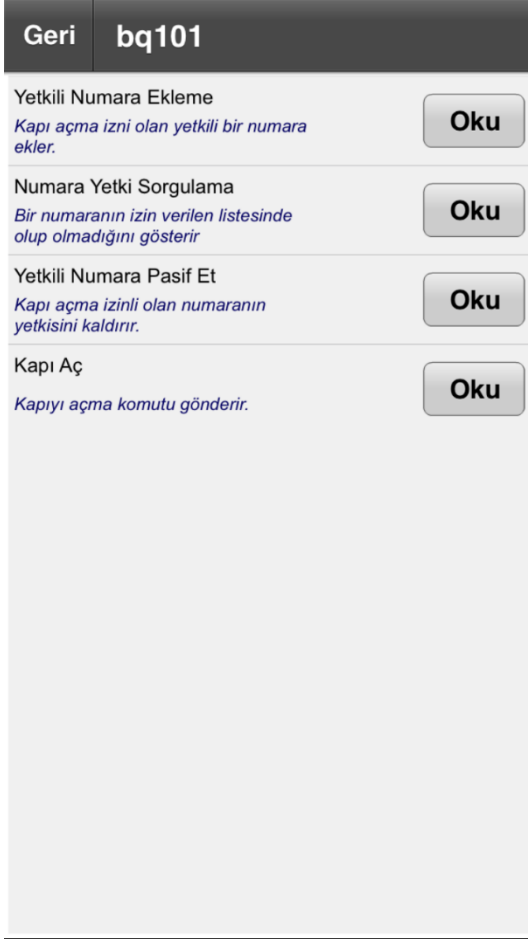 Geri bq101
Yetkili Numara Ekleme
Kapı açma izni olan yetkili bir numara
ekler.
Oku
Numara Yetki Sorgulama
Bir numaranın izin verilen listesinde
olup olmadığını gösterir
Oku
Yetkili Numara Pasif Et
Kapı açma izinli olan numaranın
yetkisini kaldırır.
Oku
Kapı Aç
Kapıyı açma komutu gönderir.
Oku